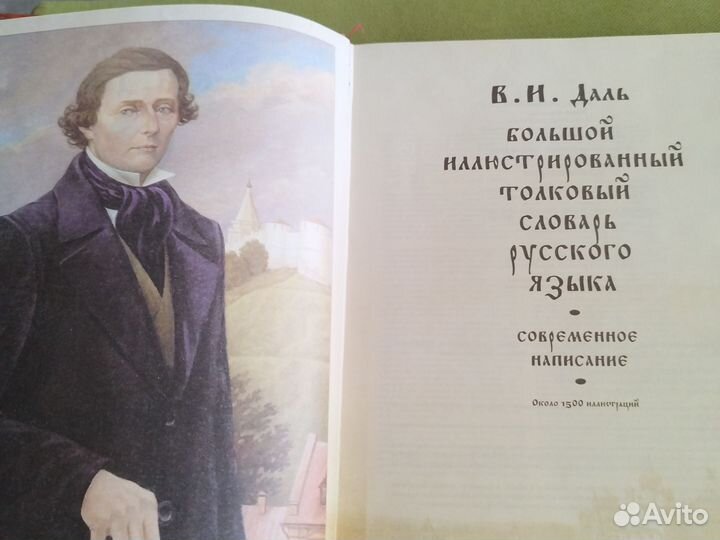 В. И. Даль
БОЛЬШОЙ
ИЛЛЮСТРИРОВАННЫЙ
ТОЛКОВЫЙ
СЛОВАРЬ
РУССКОГО
ЯЗЫКА
СОВРЕМЕННОЕ
НАПИСАНИЕ
Около 1500 иллюстраций
Avito